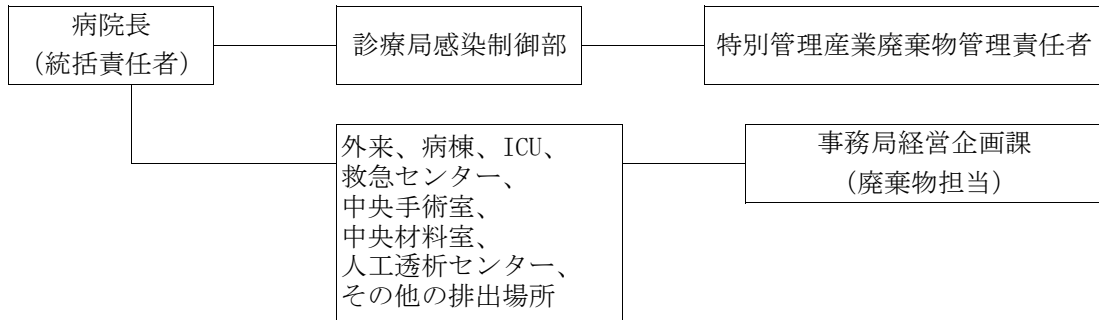 病院長
（統括責任者）
診療局感染制御部
特別管理産業廃棄物管理責任者
外来、病棟、ICU、
救急センター、
中央手術室、
中央材料室、
人工透析センター、
その他の排出場所
事務局経営企画課
（廃棄物担当）